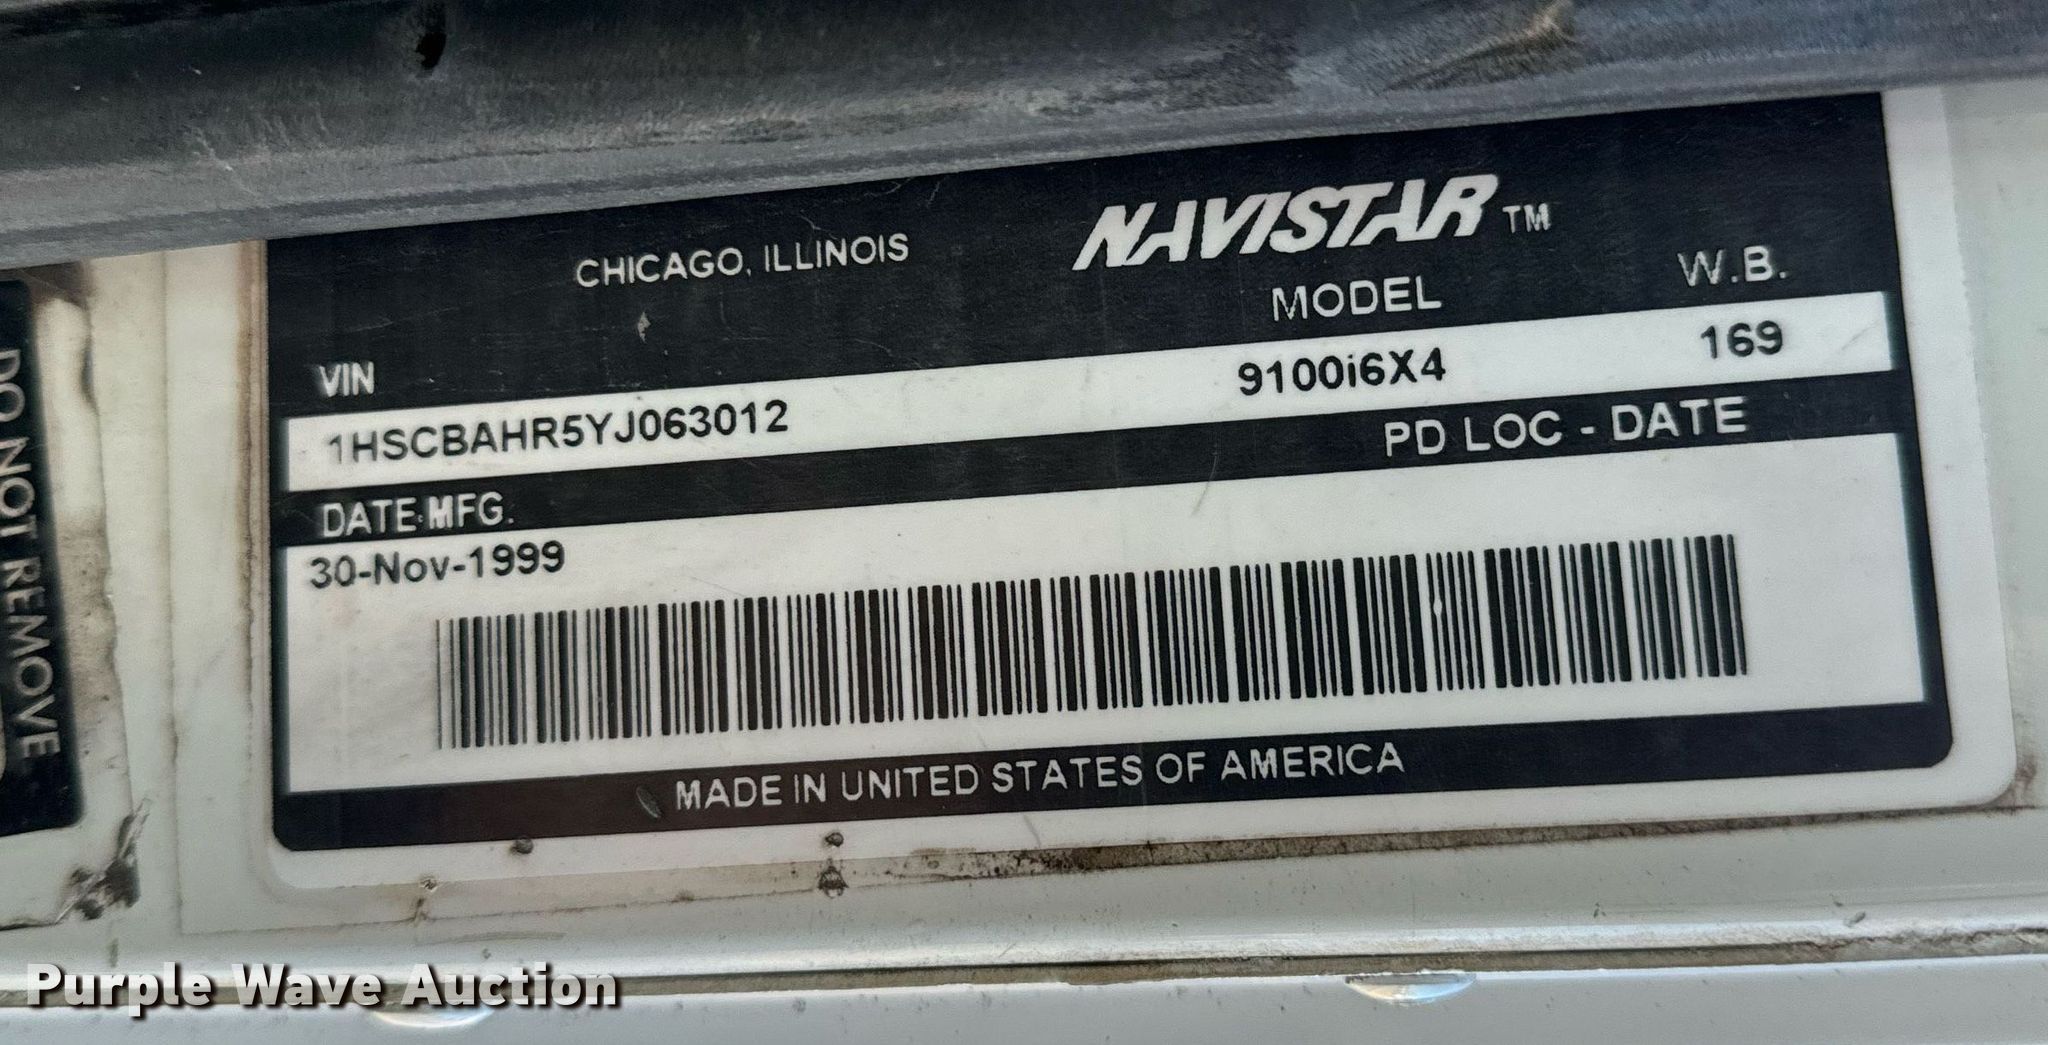 NAVISTAR™
CHICAGO, ILLINOIS
MODEL
W.B.
VIN
1HSCBAHR5YJ063012
9100i6X4
169
DATE MFG.
PD LOC - DATE
30-Nov-1999
MADE IN UNITED STATES OF AMERICA
DO NOT REMOVE
Purple Wave Auction